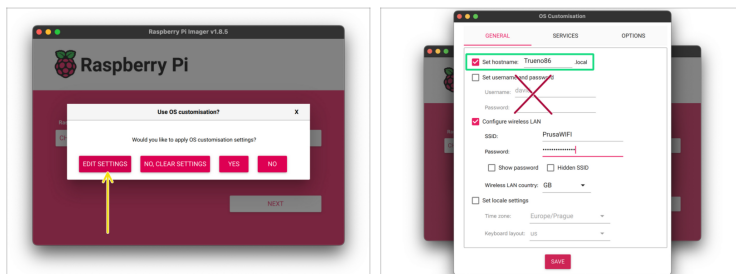 Raspberry Pi Imager v1.8.5
Raspberry Pi
Use OS customisation?
X
Would you like to apply OS customisation settings?
EDIT SETTINGS
NO, CLEAR SETTINGS
YES
NO
NEXT
OS Customisation
GENERAL
SERVICES
OPTIONS
Set hostname: Trueno86 .local
Set username and password
Username:
Password:
Configure wireless LAN
SSID: PrusaWIFI
Password: ••••••••••••••
Show password
Hidden SSID
Wireless LAN country: GB
Set locale settings
Time zone: Europe/Prague
Keyboard layout: us
SAVE